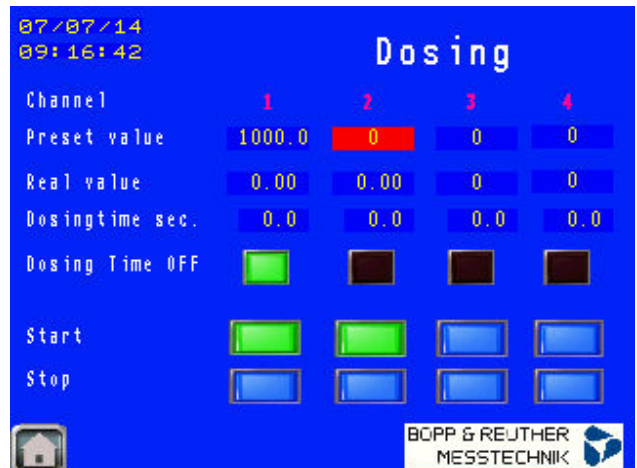 07/07/14
09:16:42
Dosing
Channel 1 2 3 4
Preset value 1000.0 0 0 0
Real value 0.00 0.00 0 0
Dosingtime sec. 0.0 0.0 0.0 0.0
Dosing Time OFF
Start
Stop
BOPP & REUTHER
MESSTECHNIK